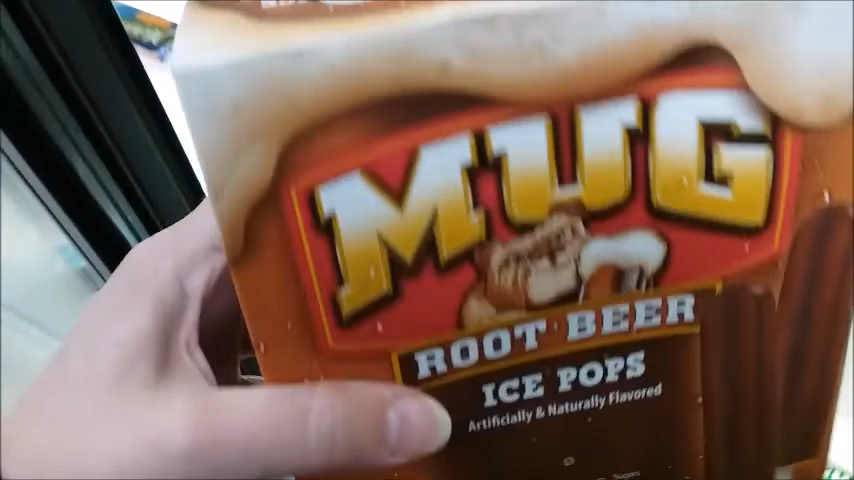 MUG
ROOT BEER
ICE POPS
Artificially & Naturally Flavored